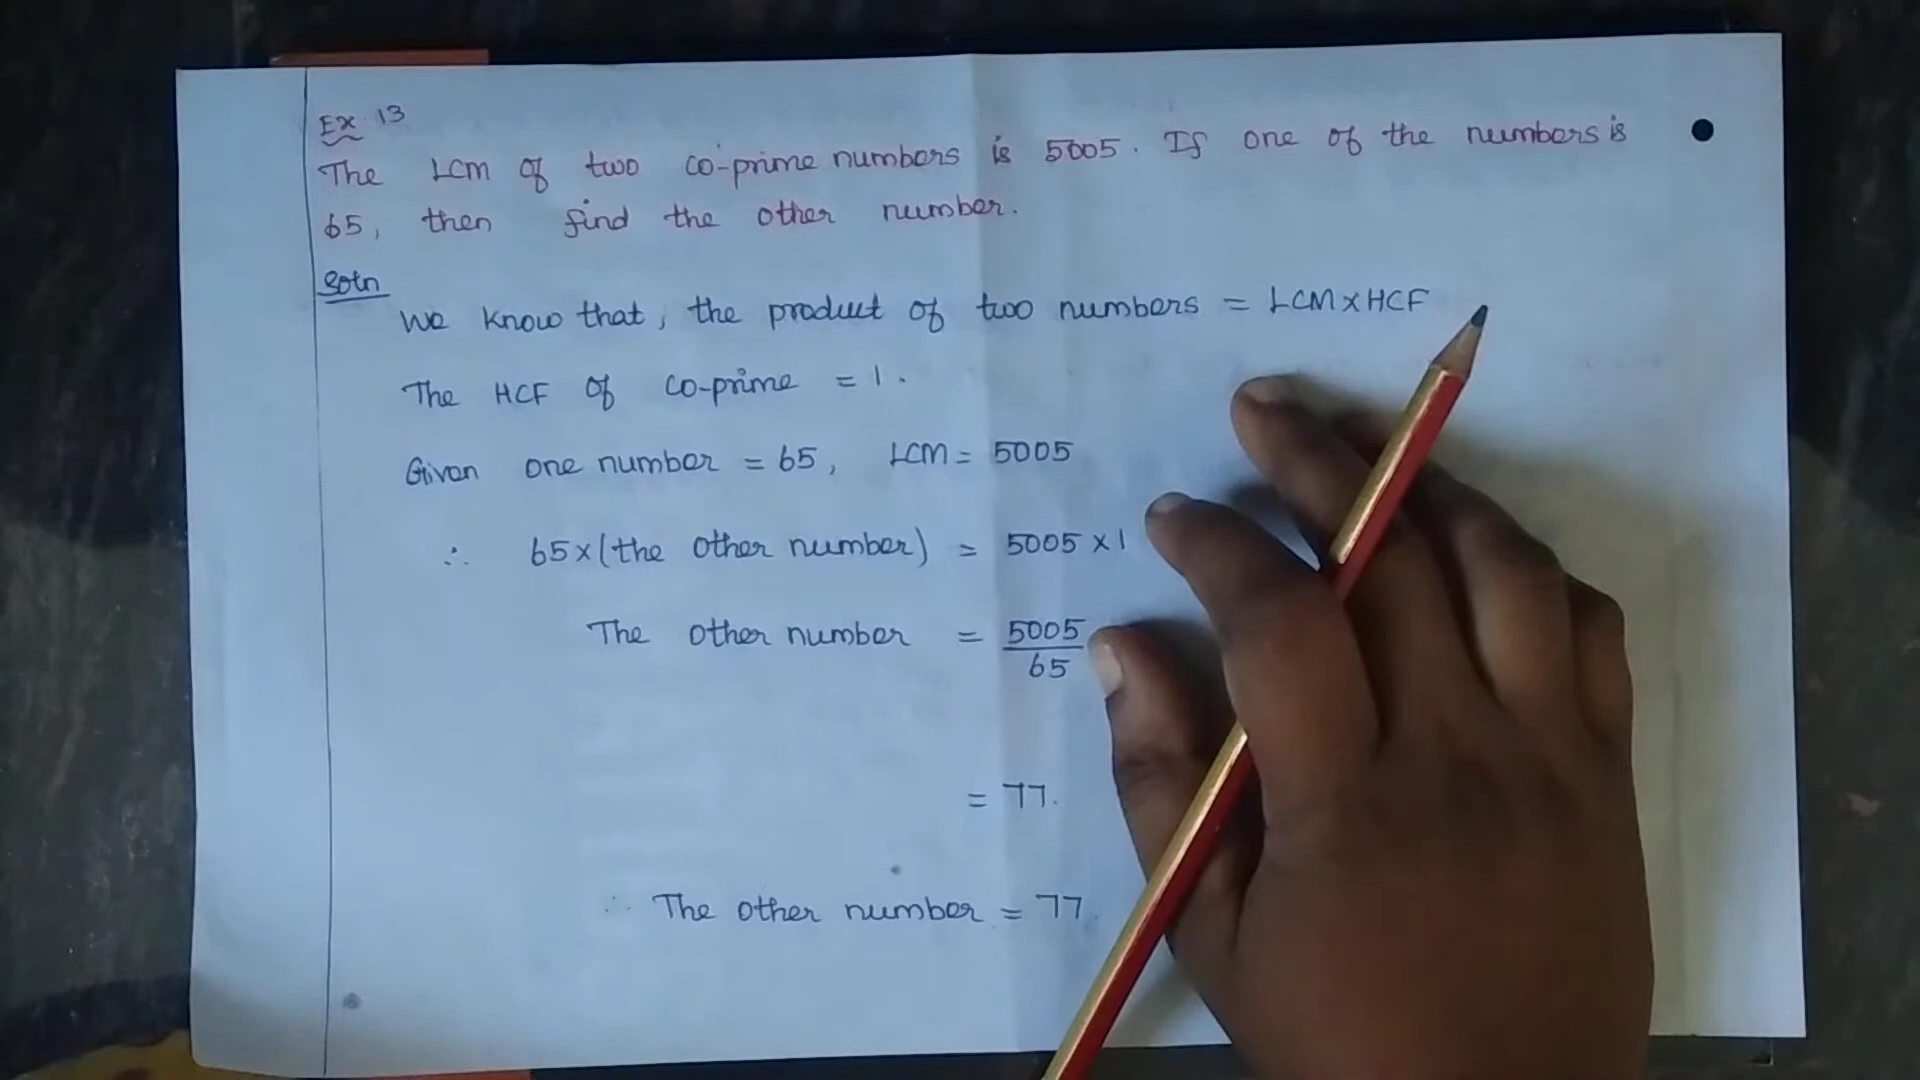 Ex 13
The LCM of two co-prime numbers is 5005. If one of the numbers is
65, then find the other number.
Soln
We know that, the product of two numbers = LCM x HCF
The HCF of co-prime = 1.
Given one number = 65, LCM = 5005
∴ 65 x (the other number) = 5005 x 1
The other number = 5005
65
= 77.
∴ The other number = 77.